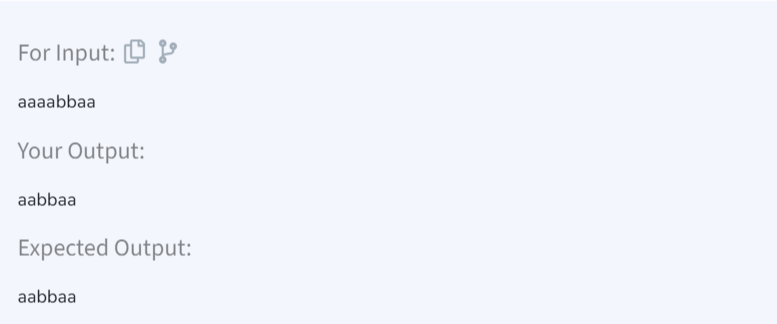 For Input:
aaaabbaa
Your Output:
aabbaa
Expected Output:
aabbaa